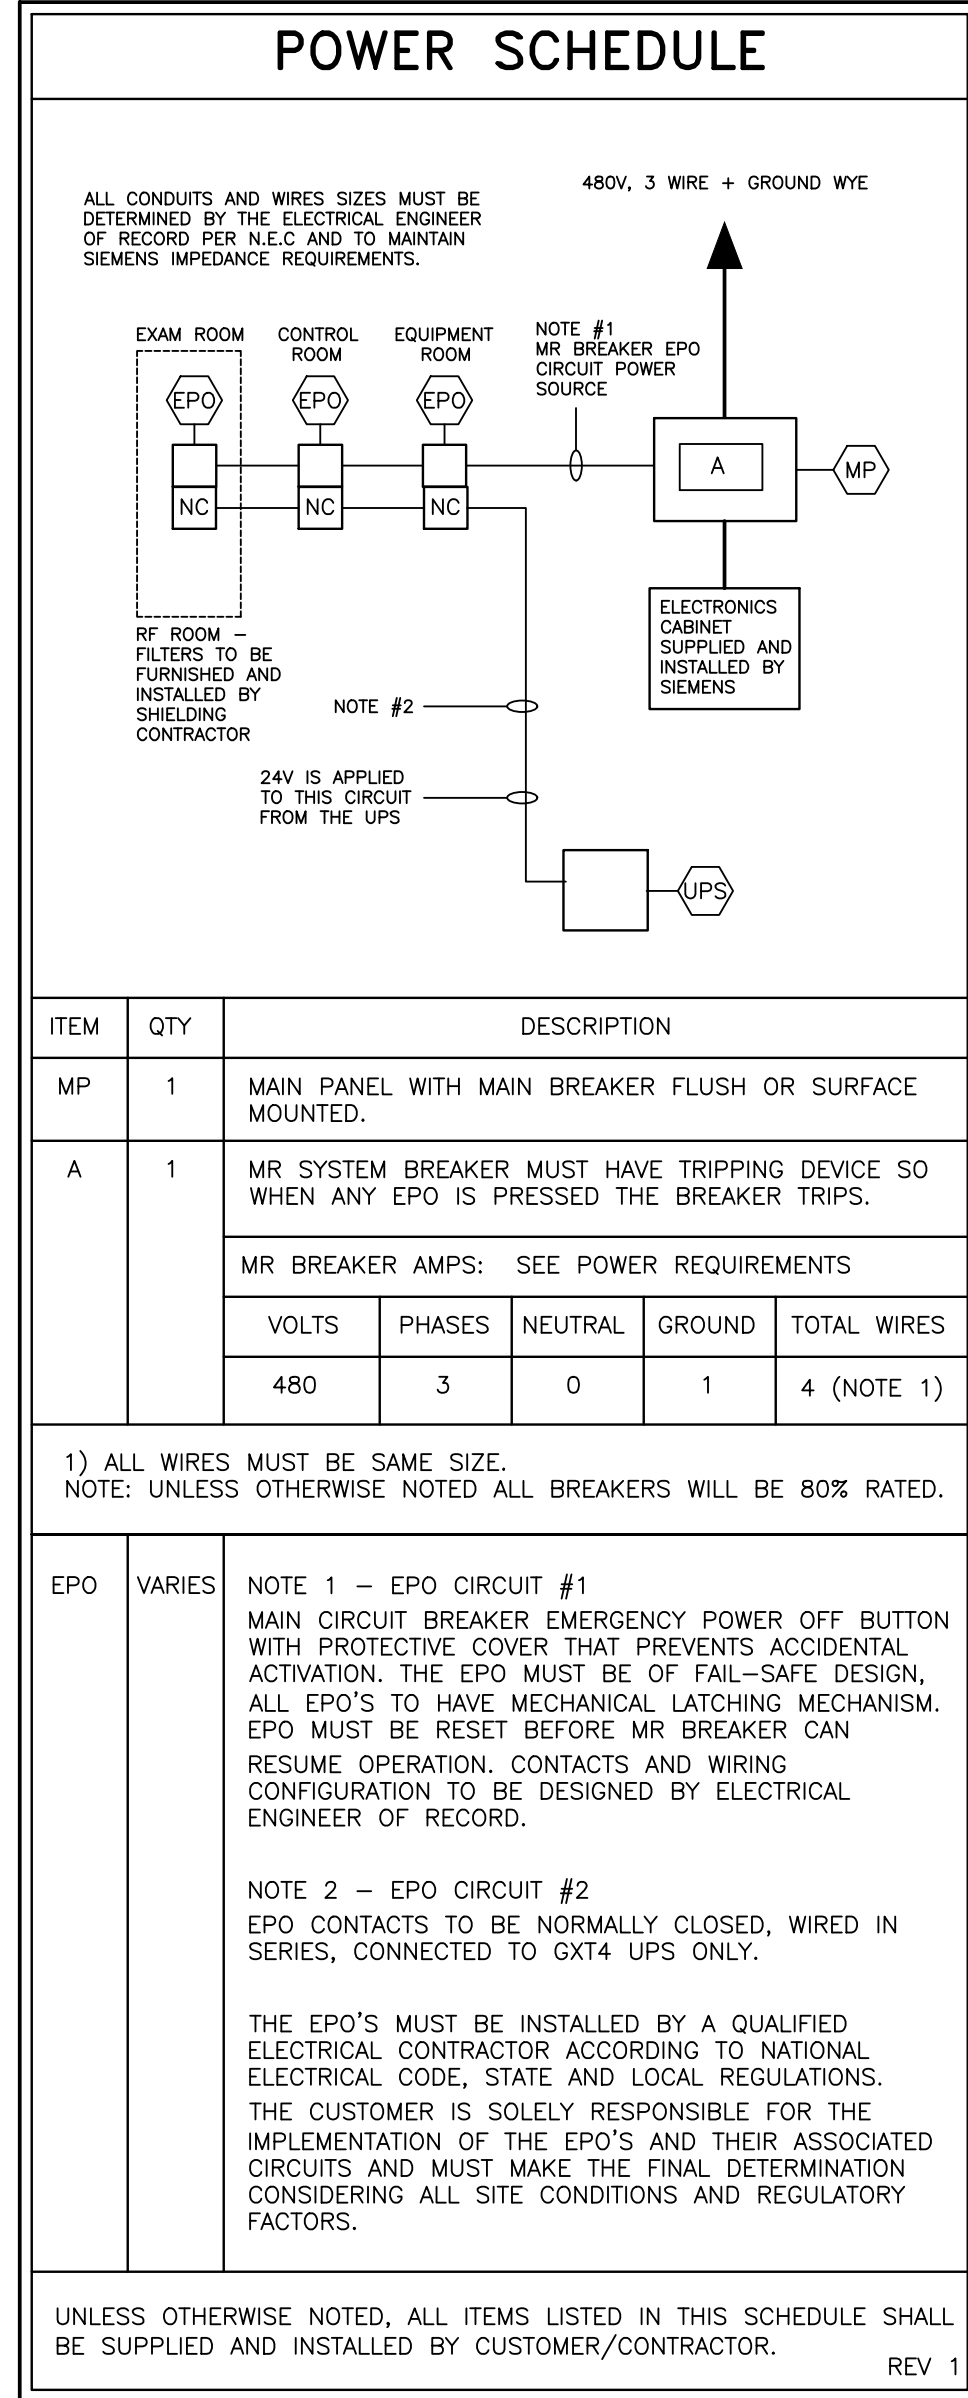 POWER SCHEDULE
480V, 3 WIRE + GROUND WYE
ALL CONDUITS AND WIRES SIZES MUST BE
DETERMINED BY THE ELECTRICAL ENGINEER
OF RECORD PER N.E.C AND TO MAINTAIN
SIEMENS IMPEDANCE REQUIREMENTS.
EXAM ROOM
CONTROL
ROOM
EQUIPMENT
ROOM
NOTE #1
MR BREAKER EPO
CIRCUIT POWER
SOURCE
EPO
EPO
EPO
A
MP
NC
NC
NC
ELECTRONICS
CABINET
SUPPLIED AND
INSTALLED BY
SIEMENS
RF ROOM –
FILTERS TO BE
FURNISHED AND
INSTALLED BY
SHIELDING
CONTRACTOR
NOTE #2
24V IS APPLIED
TO THIS CIRCUIT
FROM THE UPS
UPS
ITEM QTY DESCRIPTION
MP 1 MAIN PANEL WITH MAIN BREAKER FLUSH OR SURFACE
MOUNTED.
A 1 MR SYSTEM BREAKER MUST HAVE TRIPPING DEVICE SO
WHEN ANY EPO IS PRESSED THE BREAKER TRIPS.
MR BREAKER AMPS: SEE POWER REQUIREMENTS
VOLTS PHASES NEUTRAL GROUND TOTAL WIRES
480 3 0 1 4 (NOTE 1)
1) ALL WIRES MUST BE SAME SIZE.
NOTE: UNLESS OTHERWISE NOTED ALL BREAKERS WILL BE 80% RATED.
EPO VARIES NOTE 1 – EPO CIRCUIT #1
MAIN CIRCUIT BREAKER EMERGENCY POWER OFF BUTTON
WITH PROTECTIVE COVER THAT PREVENTS ACCIDENTAL
ACTIVATION. THE EPO MUST BE OF FAIL–SAFE DESIGN,
ALL EPO'S TO HAVE MECHANICAL LATCHING MECHANISM.
EPO MUST BE RESET BEFORE MR BREAKER CAN
RESUME OPERATION. CONTACTS AND WIRING
CONFIGURATION TO BE DESIGNED BY ELECTRICAL
ENGINEER OF RECORD.
NOTE 2 – EPO CIRCUIT #2
EPO CONTACTS TO BE NORMALLY CLOSED, WIRED IN
SERIES, CONNECTED TO GXT4 UPS ONLY.
THE EPO'S MUST BE INSTALLED BY A QUALIFIED
ELECTRICAL CONTRACTOR ACCORDING TO NATIONAL
ELECTRICAL CODE, STATE AND LOCAL REGULATIONS.
THE CUSTOMER IS SOLELY RESPONSIBLE FOR THE
IMPLEMENTATION OF THE EPO'S AND THEIR ASSOCIATED
CIRCUITS AND MUST MAKE THE FINAL DETERMINATION
CONSIDERING ALL SITE CONDITIONS AND REGULATORY
FACTORS.
UNLESS OTHERWISE NOTED, ALL ITEMS LISTED IN THIS SCHEDULE SHALL
BE SUPPLIED AND INSTALLED BY CUSTOMER/CONTRACTOR.
REV 1